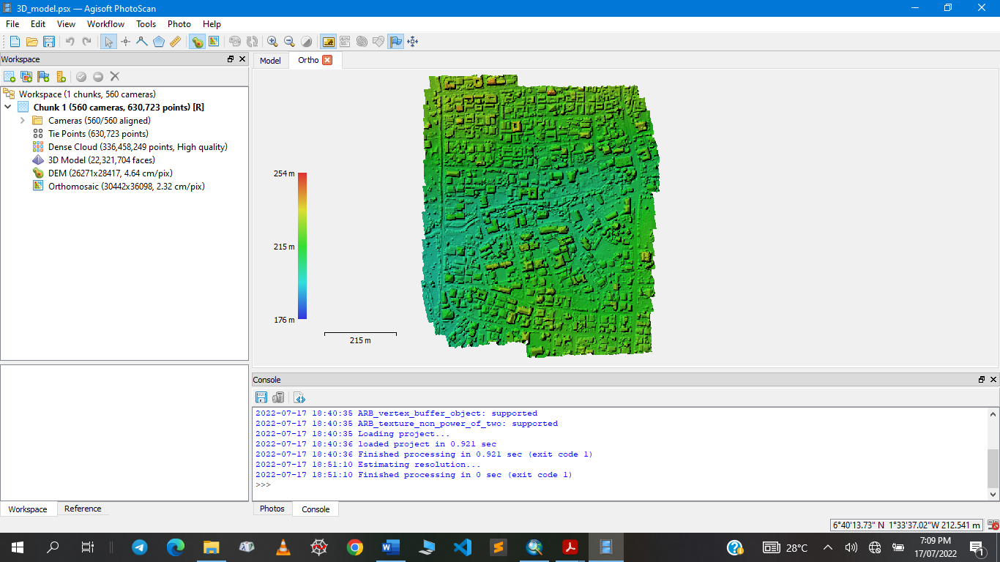 3D_model.psx — Agisoft PhotoScan
File Edit View Workflow Tools Photo Help
Workspace
Workspace (1 chunks, 560 cameras)
Chunk 1 (560 cameras, 630,723 points) [R]
Cameras (560/560 aligned)
Tie Points (630,723 points)
Dense Cloud (336,458,249 points, High quality)
3D Model (22,321,704 faces)
DEM (26271x28417, 4.64 cm/pix)
Orthomosaic (30442x36098, 2.32 cm/pix)
Workspace Reference
Model Ortho
254 m
215 m
176 m
215 m
Console
2022-07-17 18:40:35 ARB_vertex_buffer_object: supported
2022-07-17 18:40:35 ARB_texture_non_power_of_two: supported
2022-07-17 18:40:35 Loading project...
2022-07-17 18:40:36 loaded project in 0.921 sec
2022-07-17 18:40:36 Finished processing in 0.921 sec (exit code 1)
2022-07-17 18:51:10 Estimating resolution...
2022-07-17 18:51:10 Finished processing in 0 sec (exit code 1)
>>>
Photos Console
6°40'13.73" N 1°33'37.02"W 212.541 m
28°C
7:09 PM
17/07/2022
1